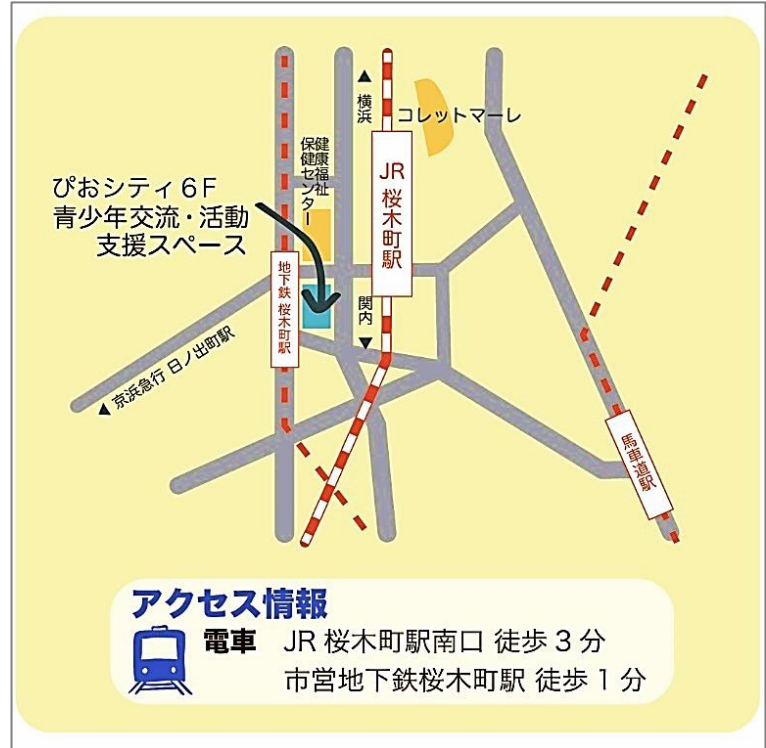 ▲ 横浜
コレットマーレ
健康福祉
保健センター
JR 桜木町駅
ぴおシティ6F
青少年交流・活動
支援スペース
地下鉄 桜木町駅
関内 ▼
▲ 京浜急行 日ノ出町駅
馬車道駅
アクセス情報
電車 JR 桜木町駅南口 徒歩 3 分
市営地下鉄桜木町駅 徒歩 1 分